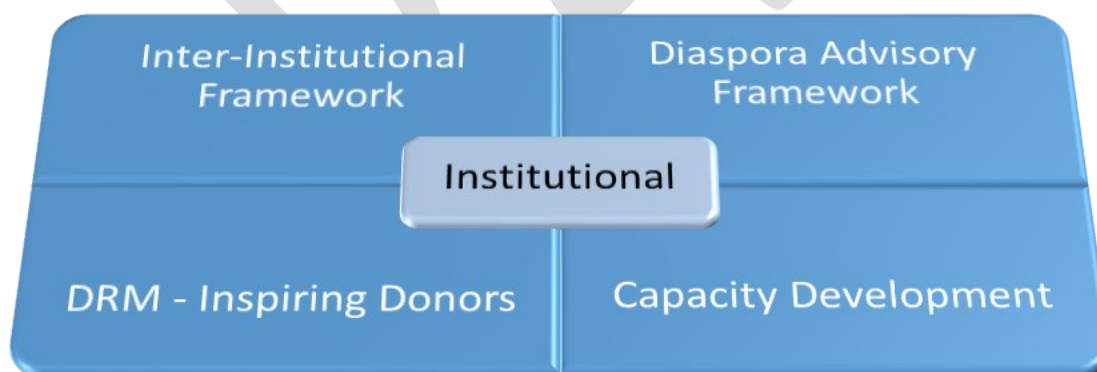 Inter-Institutional
Framework
Diaspora Advisory
Framework
Institutional
DRM - Inspiring Donors
Capacity Development